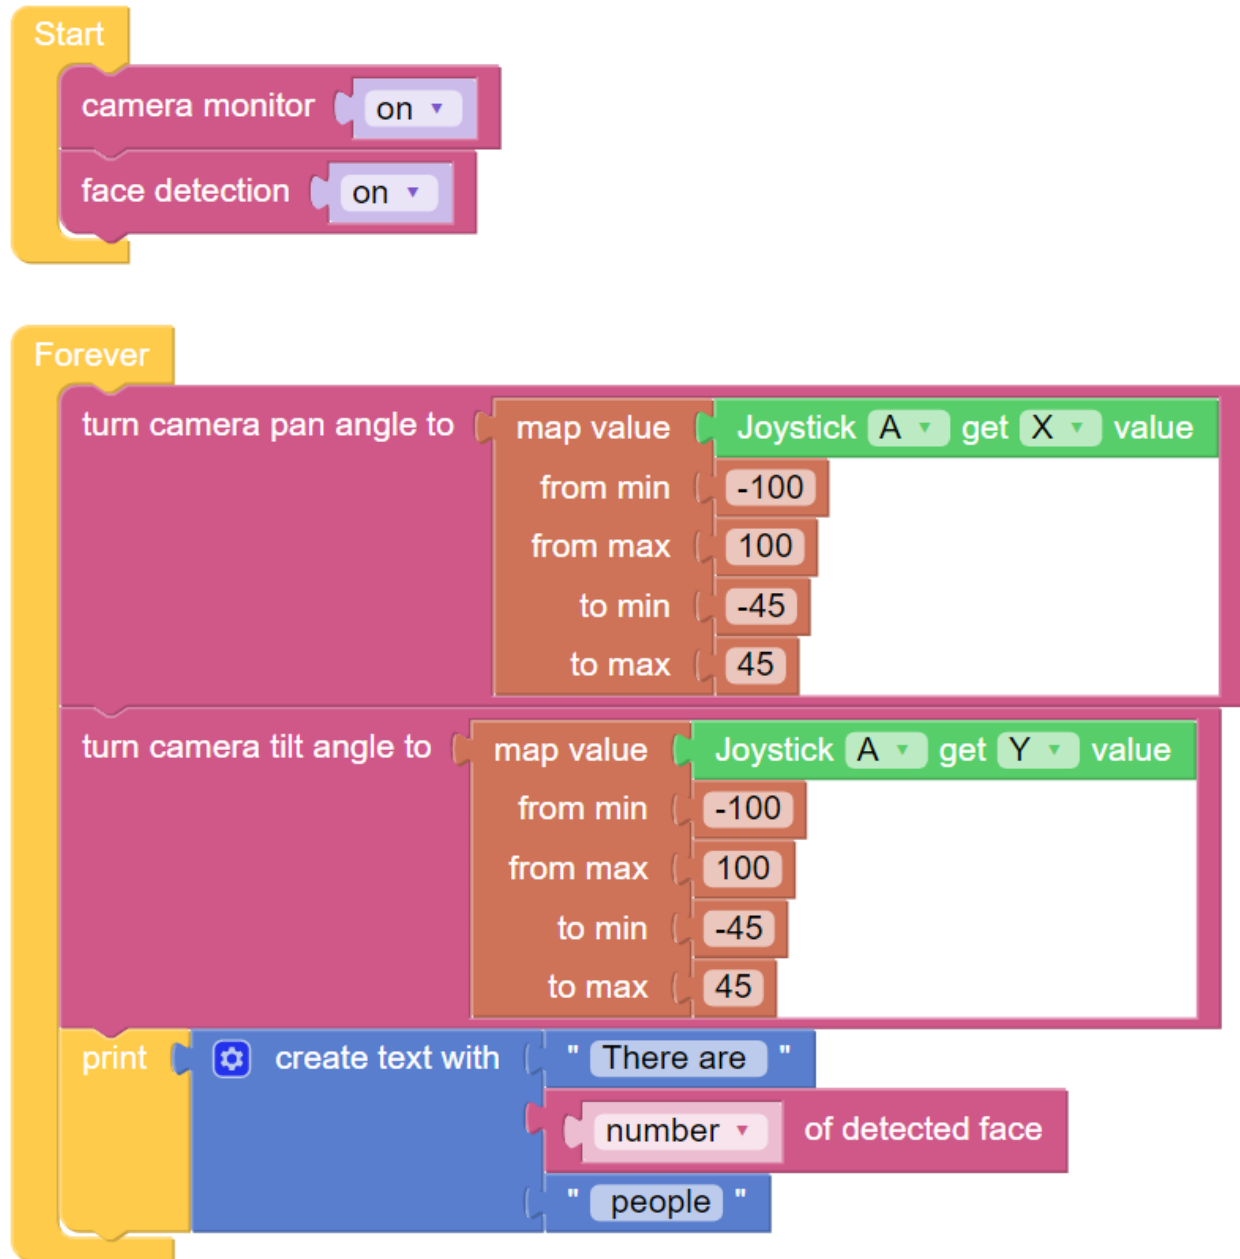 Start
camera monitor on
face detection on
Forever
turn camera pan angle to map value Joystick A get X value
from min -100
from max 100
to min -45
to max 45
turn camera tilt angle to map value Joystick A get Y value
from min -100
from max 100
to min -45
to max 45
print create text with " There are "
number of detected face
" people "